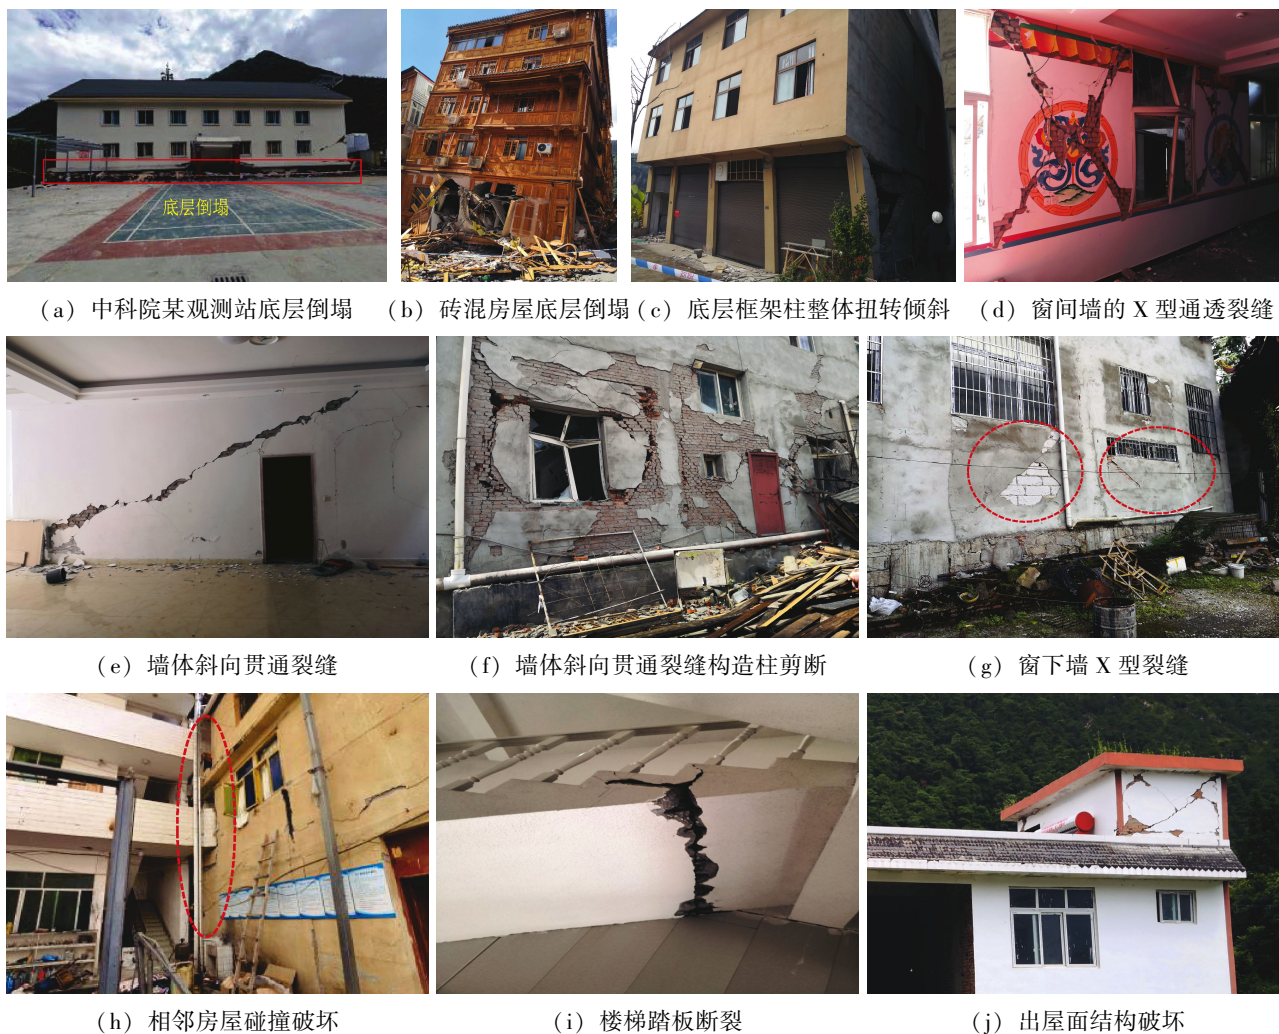 底层倒塌
(a) 中科院某观测站底层倒塌
(b) 砖混房屋底层倒塌
(c) 底层框架柱整体扭转倾斜
(d) 窗间墙的 X 型通透裂缝
(e) 墙体斜向贯通裂缝
(f) 墙体斜向贯通裂缝构造柱剪断
(g) 窗下墙 X 型裂缝
(h) 相邻房屋碰撞破坏
(i) 楼梯踏板断裂
(j) 出屋面结构破坏